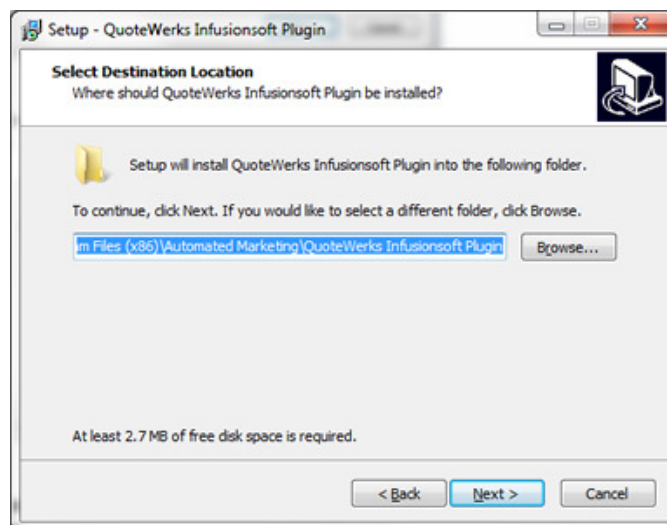 Setup - QuoteWerks Infusionsoft Plugin
Select Destination Location
Where should QuoteWerks Infusionsoft Plugin be installed?
Setup will install QuoteWerks Infusionsoft Plugin into the following folder.
To continue, click Next. If you would like to select a different folder, click Browse.
m Files (x86)\Automated Marketing\QuoteWerks Infusionsoft Plugin
Browse...
At least 2.7 MB of free disk space is required.
< Back
Next >
Cancel